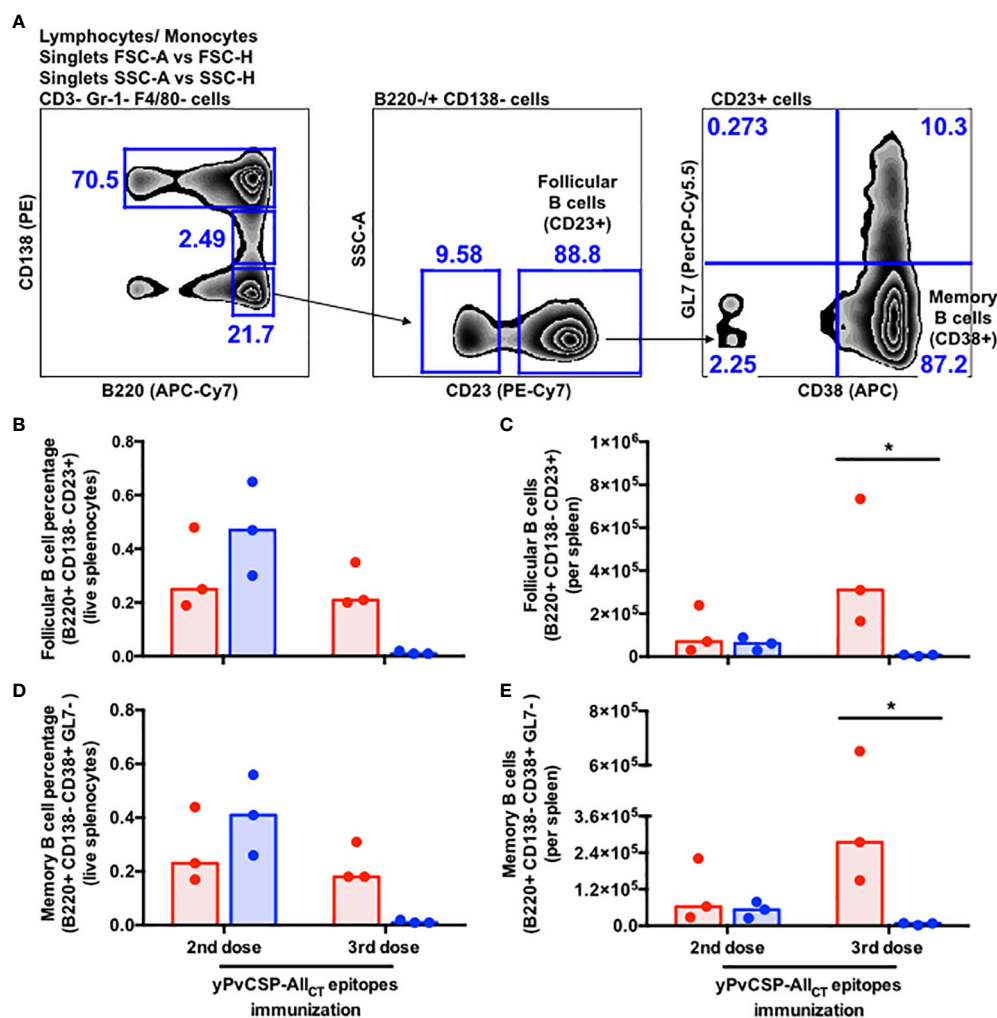 A
Lymphocytes/ Monocytes
Singlets FSC-A vs FSC-H
Singlets SSC-A vs SSC-H
CD3- Gr-1- F4/80- cells
70.5
2.49
21.7
CD138 (PE)
B220 (APC-Cy7)
B220-/+ CD138- cells
Follicular
B cells
(CD23+)
9.58
88.8
SSC-A
CD23 (PE-Cy7)
CD23+ cells
0.273
10.3
Memory
B cells
(CD38+)
2.25
87.2
GL7 (PerCP-Cy5.5)
CD38 (APC)
B
Follicular B cell percentage
(B220+ CD138- CD23+)
(live spleenocytes)
0.8
0.6
0.4
0.2
0.0
C
Follicular B cells
(B220+ CD138- CD23+)
(per spleen)
1×10⁶
8×10⁵
6×10⁵
4×10⁵
2×10⁵
0
*
D
Memory B cell percentage
(B220+ CD138- CD38+ GL7-)
(live splenocytes)
0.8
0.6
0.4
0.2
0.0
2nd dose
3rd dose
yPvCSP-AllCT epitopes
immunization
E
Memory B cells
(B220+ CD138- CD38+ GL7-)
(per spleen)
8×10⁵
6×10⁵
3.6×10⁵
2.4×10⁵
1.2×10⁵
0
*
2nd dose
3rd dose
yPvCSP-AllCT epitopes
immunization